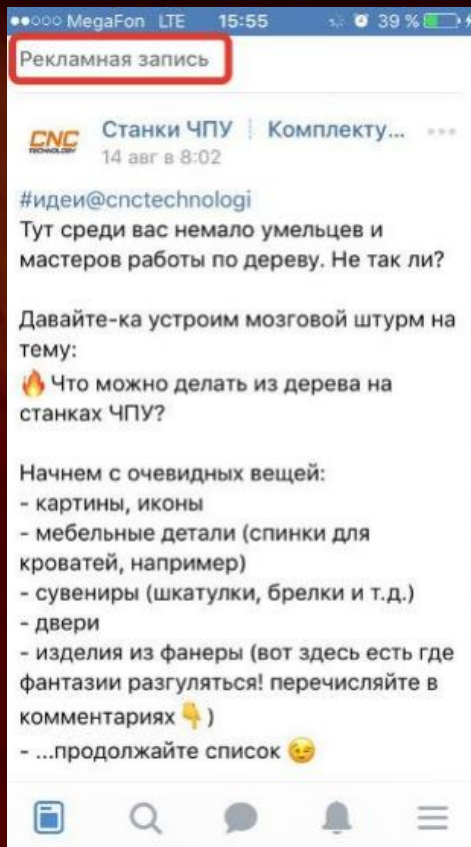 ●●○○○ MegaFon LTE 15:55 39 %
Рекламная запись
CNC TECHNOLOGY
Станки ЧПУ ┊ Комплекту... •••
14 авг в 8:02
#идеи@cnctechnologi
Тут среди вас немало умельцев и
мастеров работы по дереву. Не так ли?
Давайте-ка устроим мозговой штурм на
тему:
🔥 Что можно делать из дерева на
станках ЧПУ?
Начнем с очевидных вещей:
- картины, иконы
- мебельные детали (спинки для
кроватей, например)
- сувениры (шкатулки, брелки и т.д.)
- двери
- изделия из фанеры (вот здесь есть где
фантазии разгуляться! перечисляйте в
комментариях 👇)
- ...продолжайте список 😉